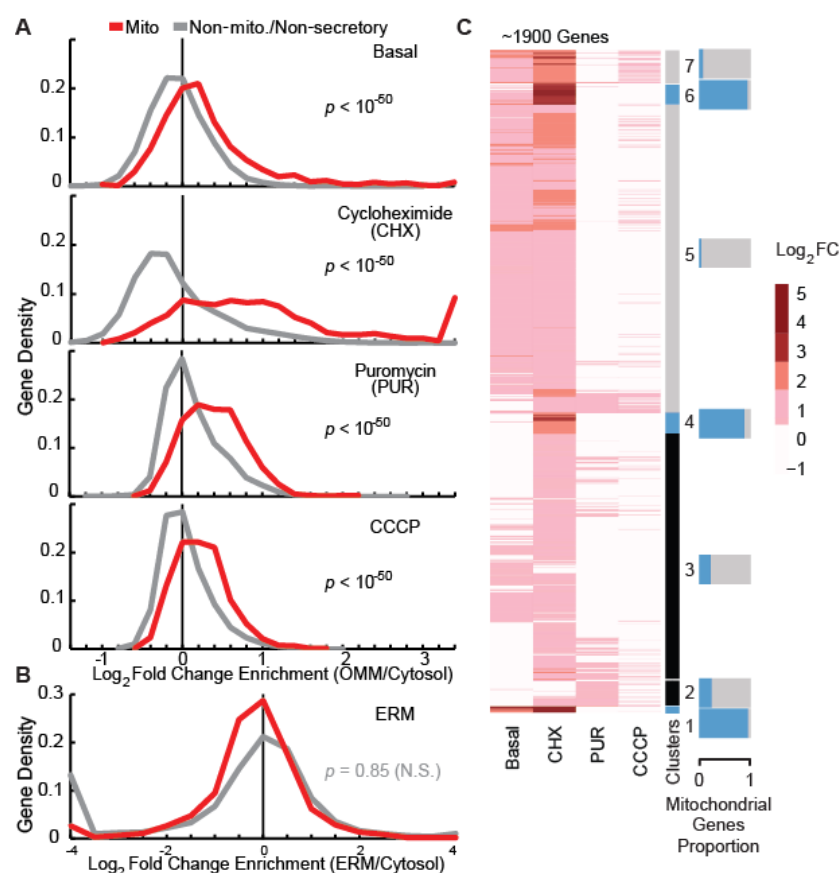 A
Mito
Non-mito./Non-secretory
Basal
p < 10-50
0.2
0.1
0
Cycloheximide
(CHX)
p < 10-50
0.2
0.1
0
Puromycin
(PUR)
p < 10-50
0.2
0.1
0
CCCP
p < 10-50
0.2
0.1
0
Gene Density
-1 0 1 2 3
Log2 Fold Change Enrichment (OMM/Cytosol)
B
ERM
p = 0.85 (N.S.)
0.3
0.2
0.1
0
Gene Density
-4 -2 0 2 4
Log2 Fold Change Enrichment (ERM/Cytosol)
C
~1900 Genes
7
6
5
4
3
2
1
Basal
CHX
PUR
CCCP
Clusters
0 1
Mitochondrial
Genes
Proportion
Log2FC
5
4
3
2
1
0
−1